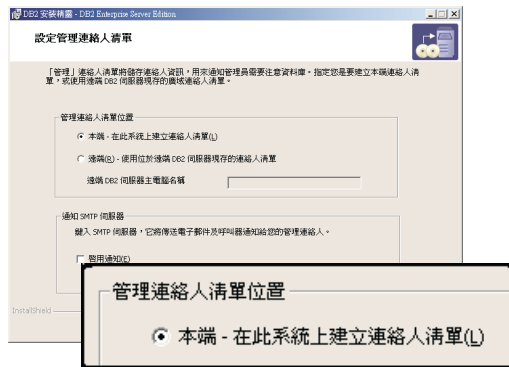 DB2 安裝精靈 - DB2 Enterprise Server Edition
設定管理連絡人清單
「管理」連絡人清單將儲存連絡人資訊，用來通知管理員需要注意資料庫。指定您是要建立本端連絡人清
單，或使用遠端 DB2 伺服器現存的廣域連絡人清單。
管理連絡人清單位置
本端 - 在此系統上建立連絡人清單(L)
遠端(R) - 使用位於遠端 DB2 伺服器現存的連絡人清單
遠端 DB2 伺服器主電腦名稱
通知 SMTP 伺服器
鍵入 SMTP 伺服器，它將傳送電子郵件及呼叫器通知給您的管理連絡人。
啓用通知(E)
InstallShield
管理連絡人清單位置
本端 - 在此系統上建立連絡人清單(L)